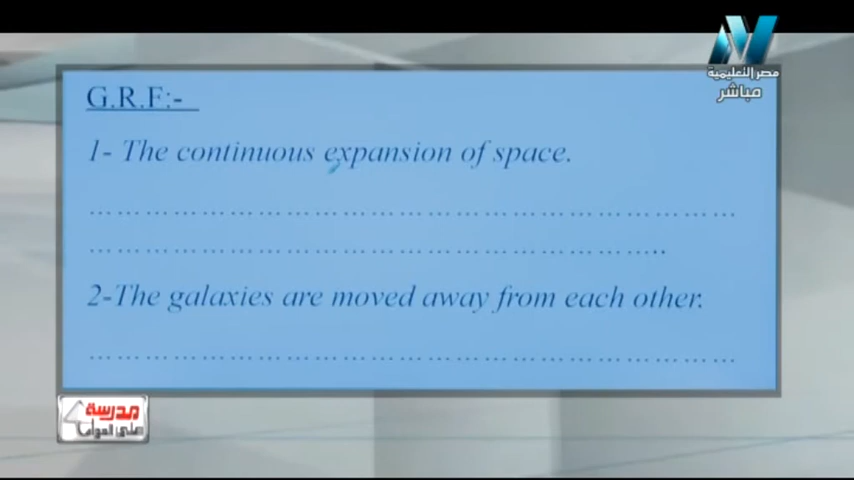 مصر التعليمية
مباشر
G.R.F:-
1- The continuous expansion of space.
……………………………………………………………………
……………………………………………………………..
2-The galaxies are moved away from each other.
……………………………………………………………………
مدرسة
على الهواء